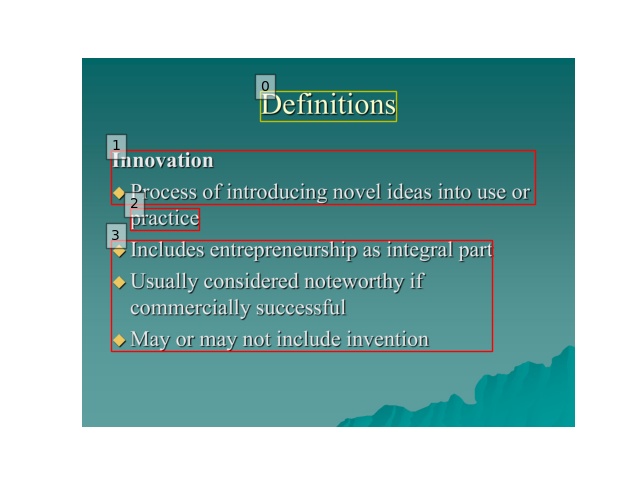 Definitions
Innovation
Process of introducing novel ideas into use or
practice
Includes entrepreneurship as integral part
Usually considered noteworthy if
commercially successful
May or may not include invention
0
1
2
3